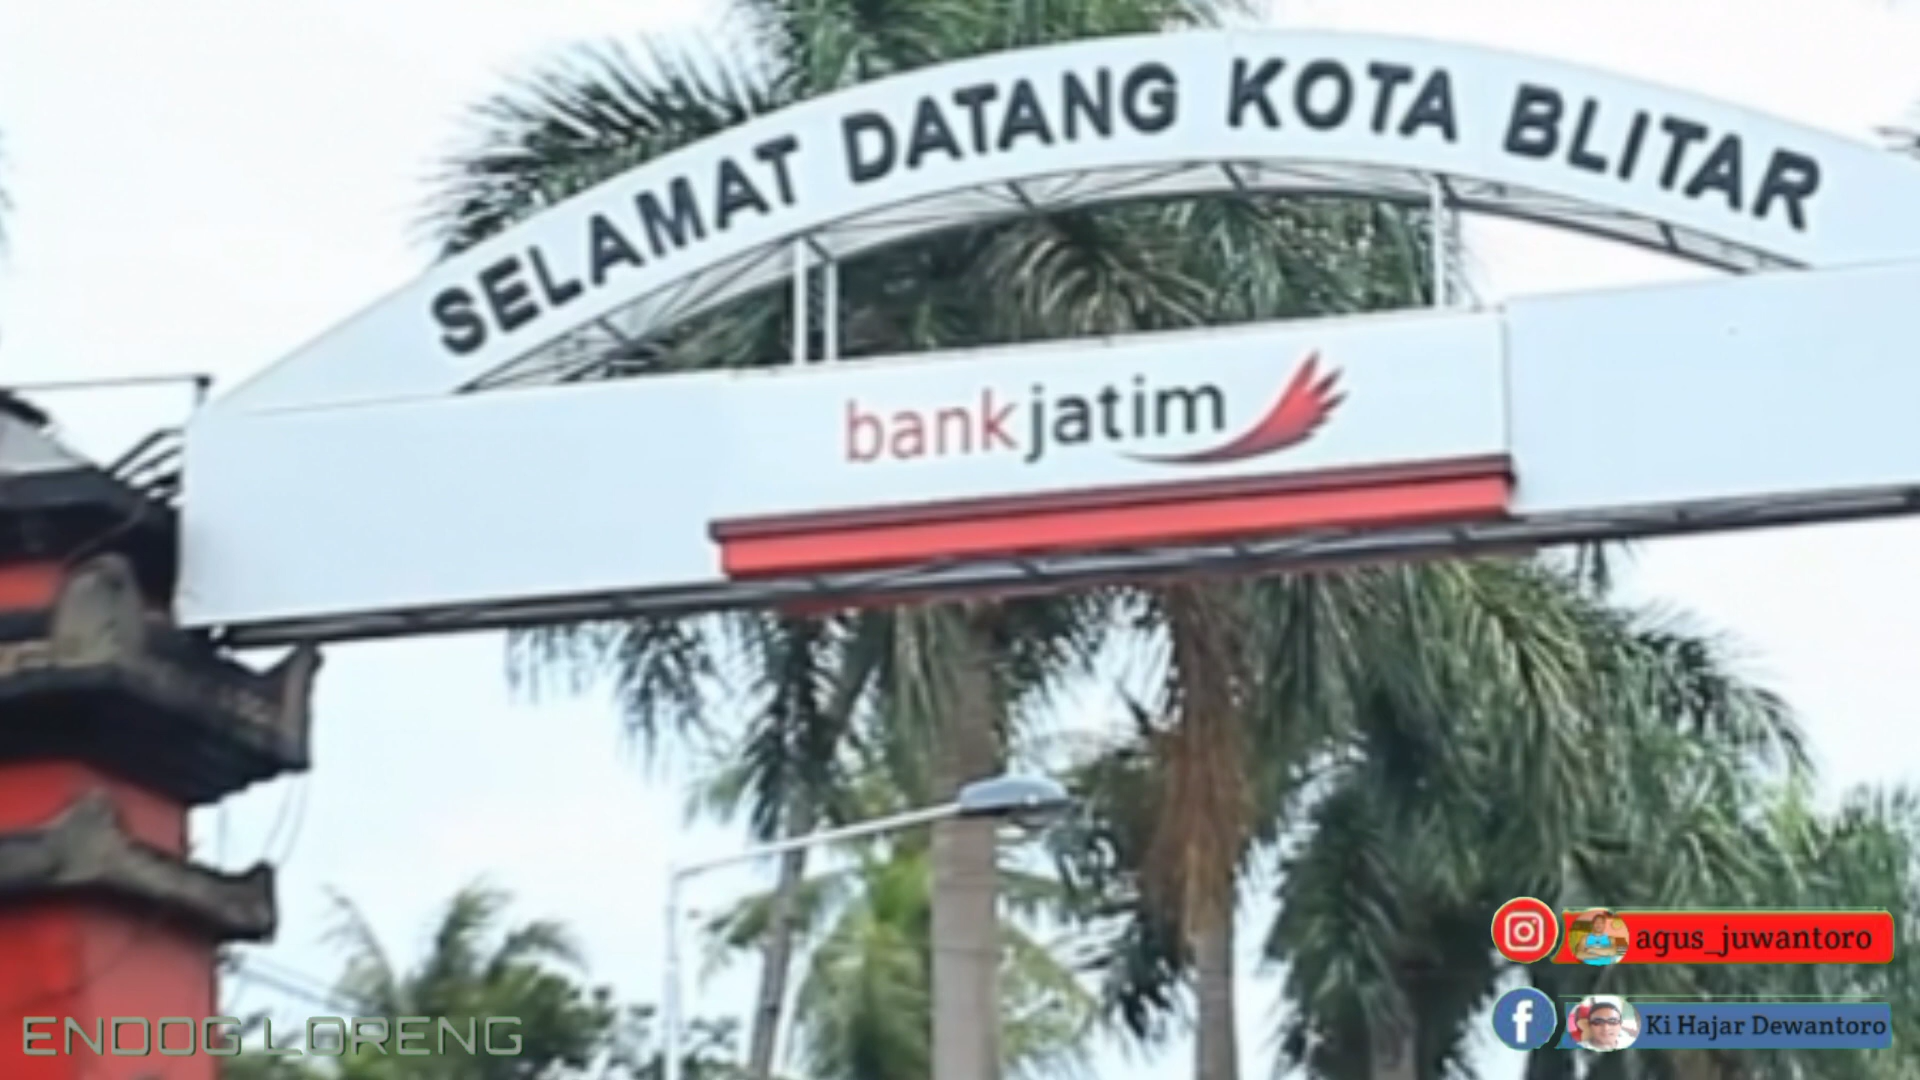 SELAMAT DATANG KOTA BLITAR
bankjatim
agus_juwantoro
Ki Hajar Dewantoro
ENDOG LORENG